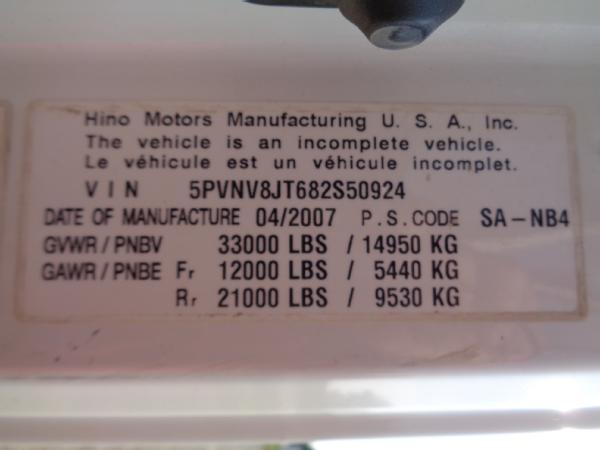 Hino Motors Manufacturing U. S. A., Inc.
The vehicle is an incomplete vehicle.
Le véhicule est un véhicule incomplet.
VIN 5PVNV8JT682S50924
DATE OF MANUFACTURE 04/2007 P.S.CODE SA-NB4
GVWR/PNBV 33000 LBS / 14950 KG
GAWR/PNBE Fr 12000 LBS / 5440 KG
Rr 21000 LBS / 9530 KG